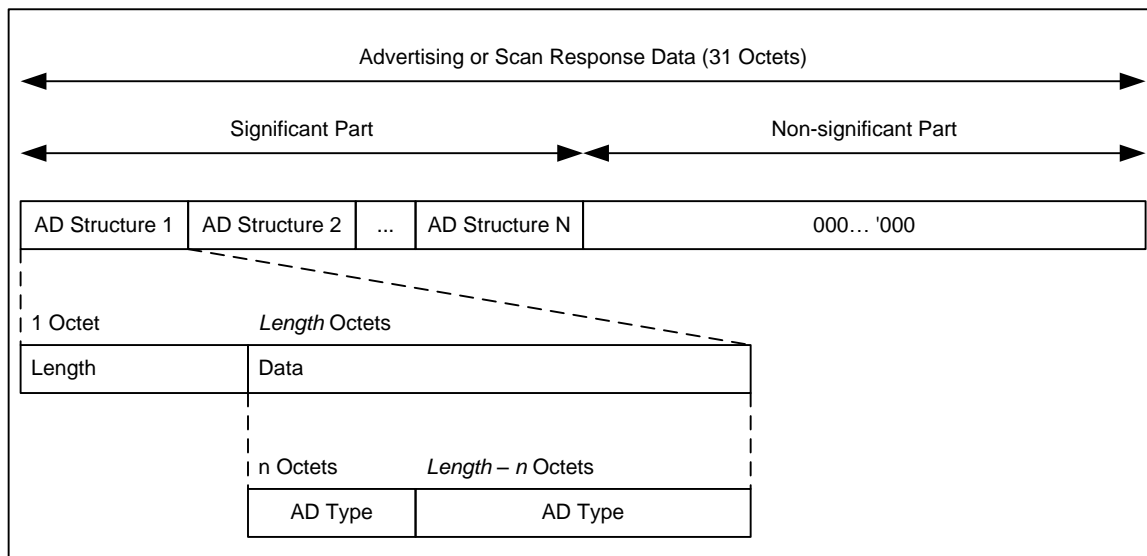 Advertising or Scan Response Data (31 Octets)
Significant Part
Non-significant Part
AD Structure 1
AD Structure 2
...
AD Structure N
000… '000
1 Octet
Length Octets
Length
Data
n Octets
Length – n Octets
AD Type
AD Type